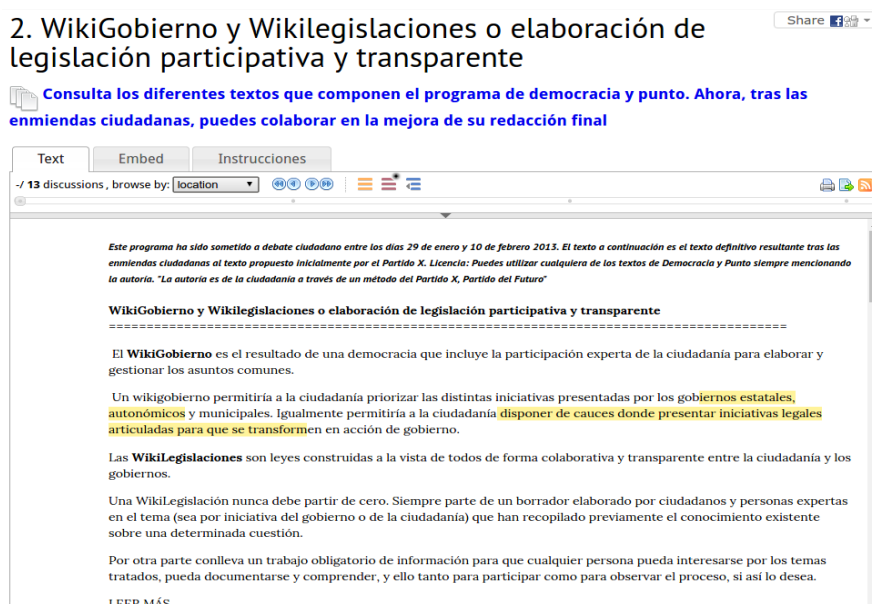 2. WikiGobierno y Wikilegislaciones o elaboración de
legislación participativa y transparente
Share
Consulta los diferentes textos que componen el programa de democracia y punto. Ahora, tras las
enmiendas ciudadanas, puedes colaborar en la mejora de su redacción final
Text Embed Instrucciones
-/ 13 discussions , browse by: location
Este programa ha sido sometido a debate ciudadano entre los días 29 de enero y 10 de febrero 2013. El texto a continuación es el texto definitivo resultante tras las
enmiendas ciudadanas al texto propuesto inicialmente por el Partido X. Licencia: Puedes utilizar cualquiera de los textos de Democracia y Punto siempre mencionando
la autoría. "La autoría es de la ciudadanía a través de un método del Partido X, Partido del Futuro"
WikiGobierno y Wikilegislaciones o elaboración de legislación participativa y transparente
==========================================================================================
El WikiGobierno es el resultado de una democracia que incluye la participación experta de la ciudadanía para elaborar y
gestionar los asuntos comunes.
Un wikigobierno permitiría a la ciudadanía priorizar las distintas iniciativas presentadas por los gobiernos estatales,
autonómicos y municipales. Igualmente permitiría a la ciudadanía disponer de cauces donde presentar iniciativas legales
articuladas para que se transformen en acción de gobierno.
Las WikiLegislaciones son leyes construidas a la vista de todos de forma colaborativa y transparente entre la ciudadanía y los
gobiernos.
Una WikiLegislación nunca debe partir de cero. Siempre parte de un borrador elaborado por ciudadanos y personas expertas
en el tema (sea por iniciativa del gobierno o de la ciudadanía) que han recopilado previamente el conocimiento existente
sobre una determinada cuestión.
Por otra parte conlleva un trabajo obligatorio de información para que cualquier persona pueda interesarse por los temas
tratados, pueda documentarse y comprender, y ello tanto para participar como para observar el proceso, si así lo desea.
LEER MÁS